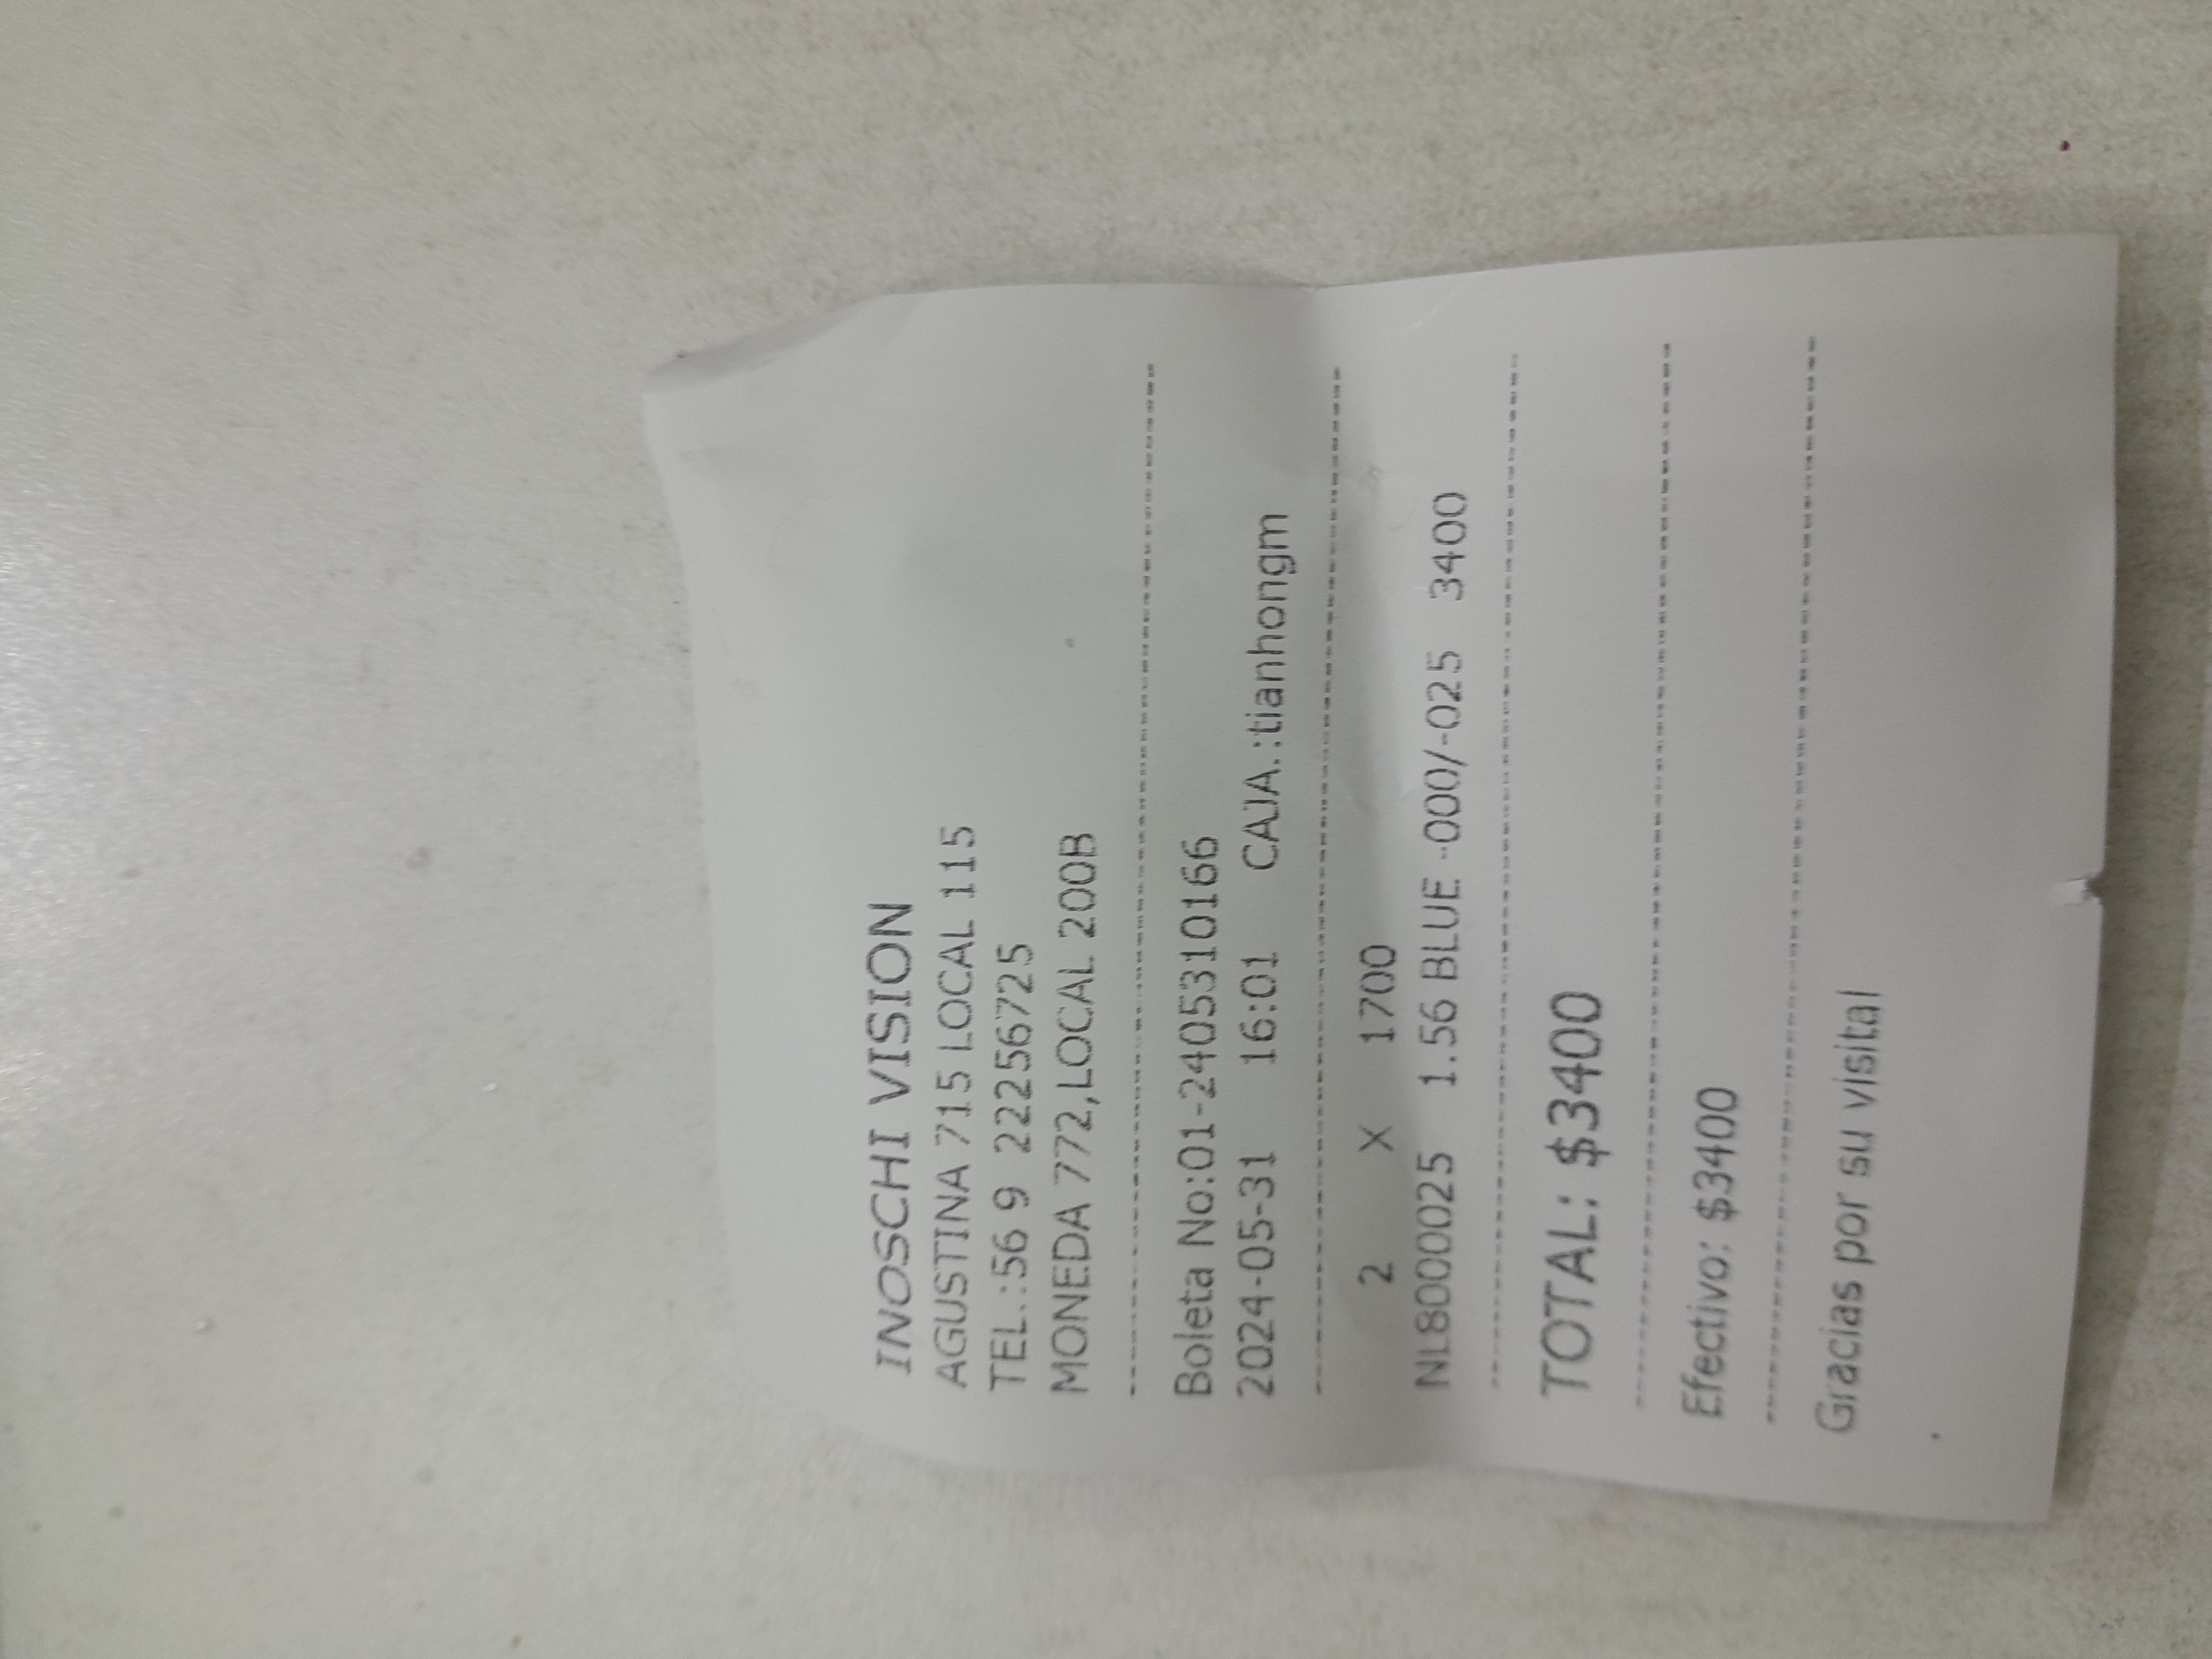 INOSCHI VISION
AGUSTINA 715 LOCAL 115
TEL.:56 9 22256725
MONEDA 772,LOCAL 200B
Boleta No:01-2405310166
2024-05-31 16:01 CAJA.:tianhongm
2 X 1700
NL8000025 1.56 BLUE -000/-025 3400
TOTAL: $3400
Efectivo: $3400
Gracias por su visita!